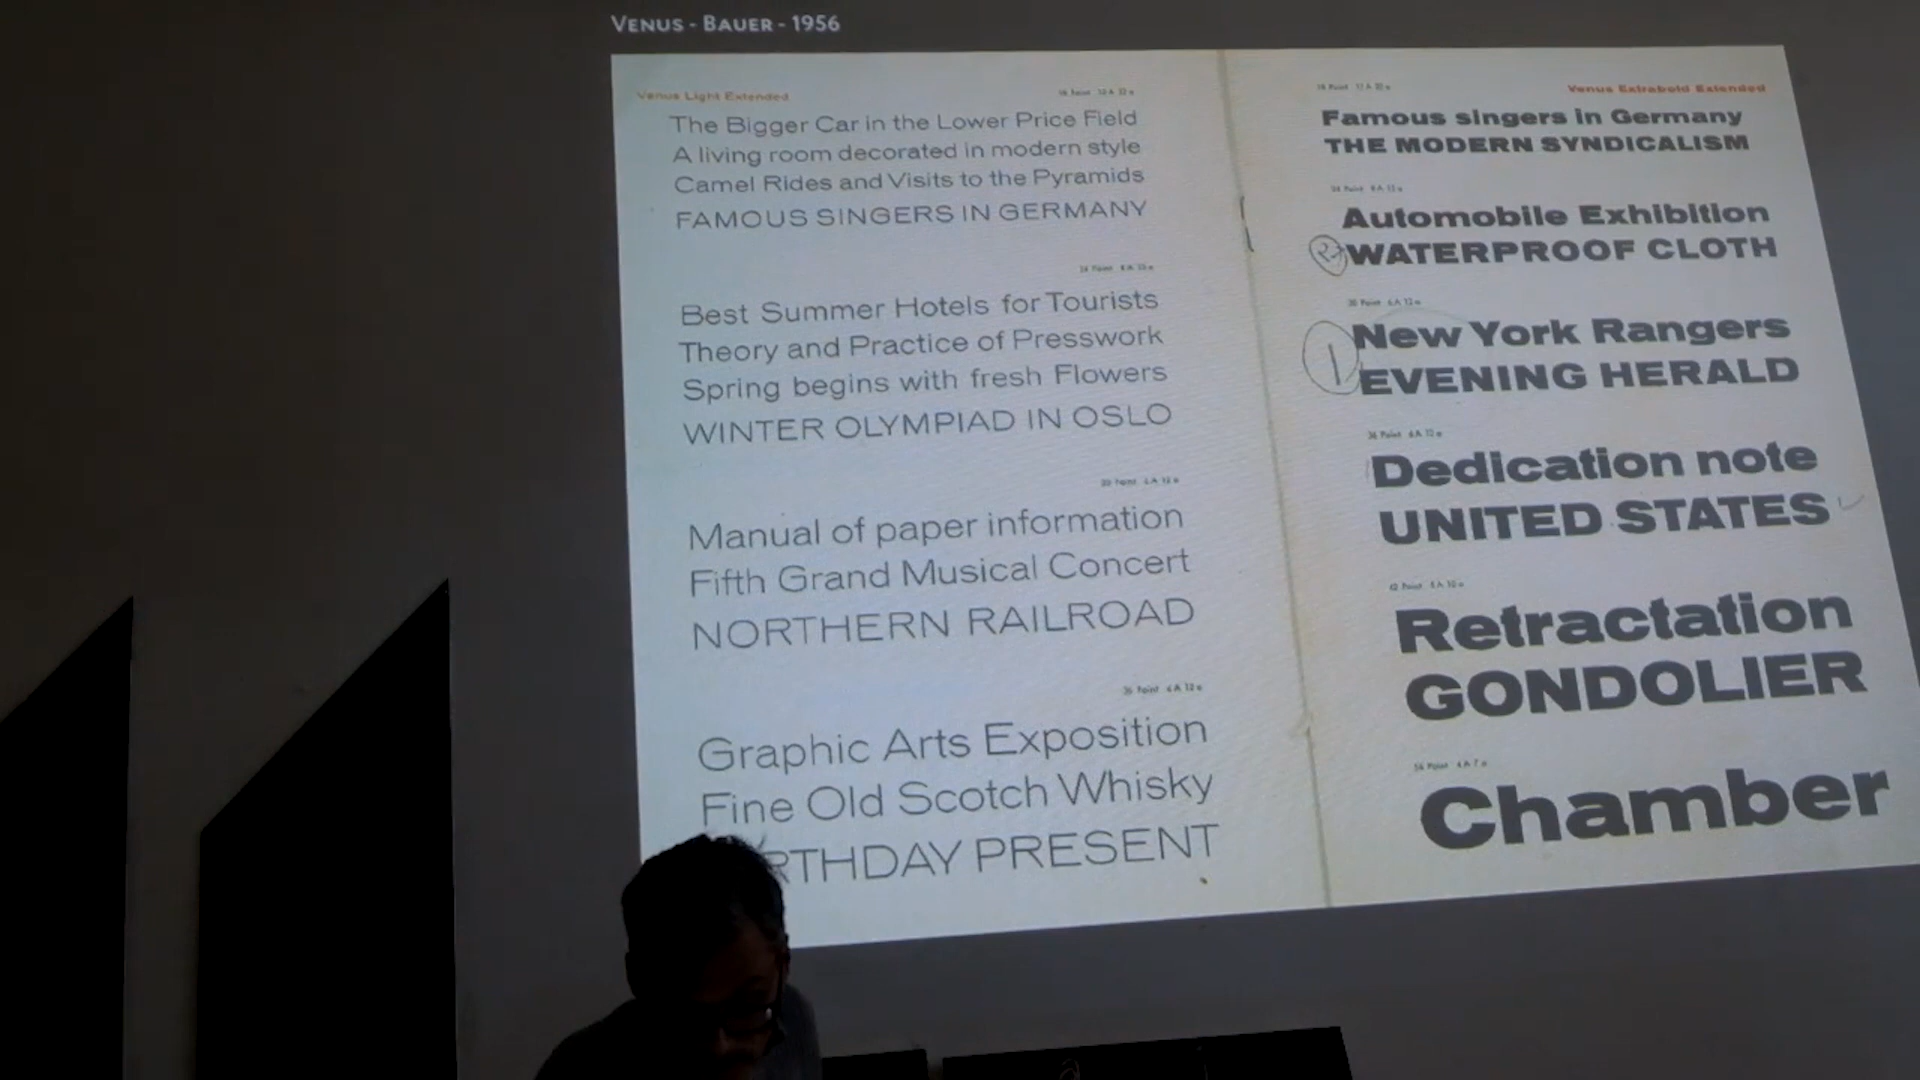 VENUS - BAUER - 1956
Venus Light Extended
The Bigger Car in the Lower Price Field
A living room decorated in modern style
Camel Rides and Visits to the Pyramids
FAMOUS SINGERS IN GERMANY
Best Summer Hotels for Tourists
Theory and Practice of Presswork
Spring begins with fresh Flowers
WINTER OLYMPIAD IN OSLO
Manual of paper information
Fifth Grand Musical Concert
NORTHERN RAILROAD
36 Point 4A 12a
Graphic Arts Exposition
Fine Old Scotch Whisky
RTHDAY PRESENT
Venus Extrabold Extended
Famous singers in Germany
THE MODERN SYNDICALISM
Automobile Exhibition
WATERPROOF CLOTH
1
New York Rangers
EVENING HERALD
Dedication note
UNITED STATES
Retractation
GONDOLIER
Chamber